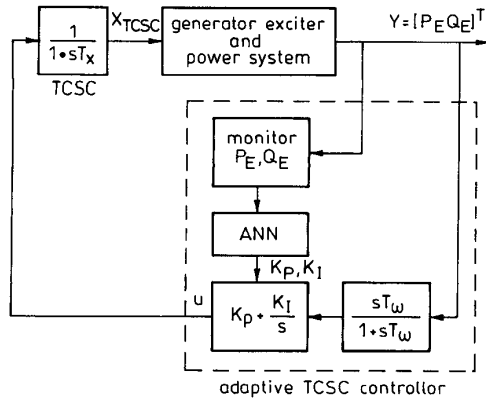 1
1+sTx
TCSC
XTCSC
generator exciter
and
power system
Y=[PE QE]T
monitor
PE,QE
ANN
KP,KI
u
Kp+ KI
s
sTω
1+sTω
adaptive TCSC controllor